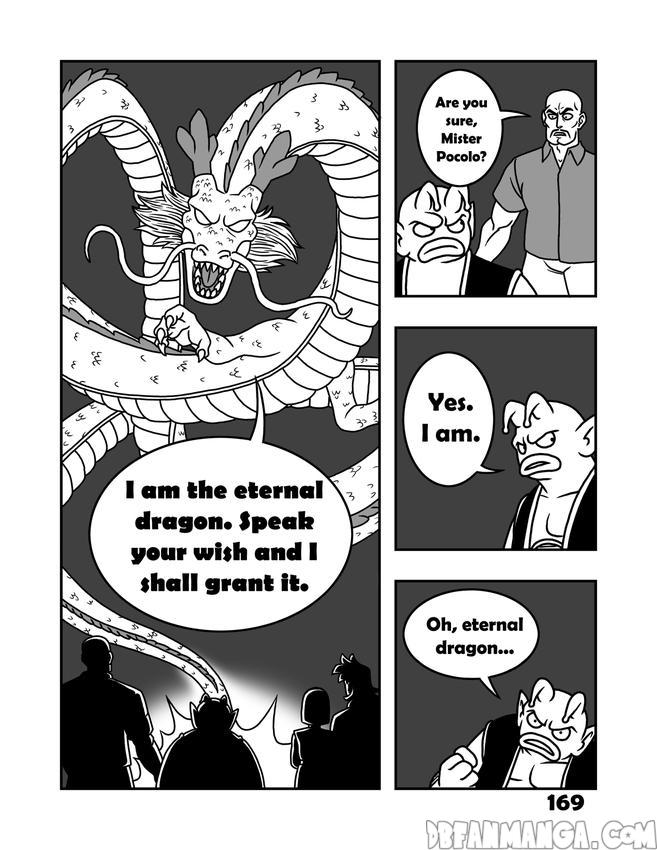 I am the eternal
dragon. Speak
your wish and I
shall grant it.
Are you
sure,
Mister
Pocolo?
Yes.
I am.
Oh, eternal
dragon...
169
DBFANMANGA.COM